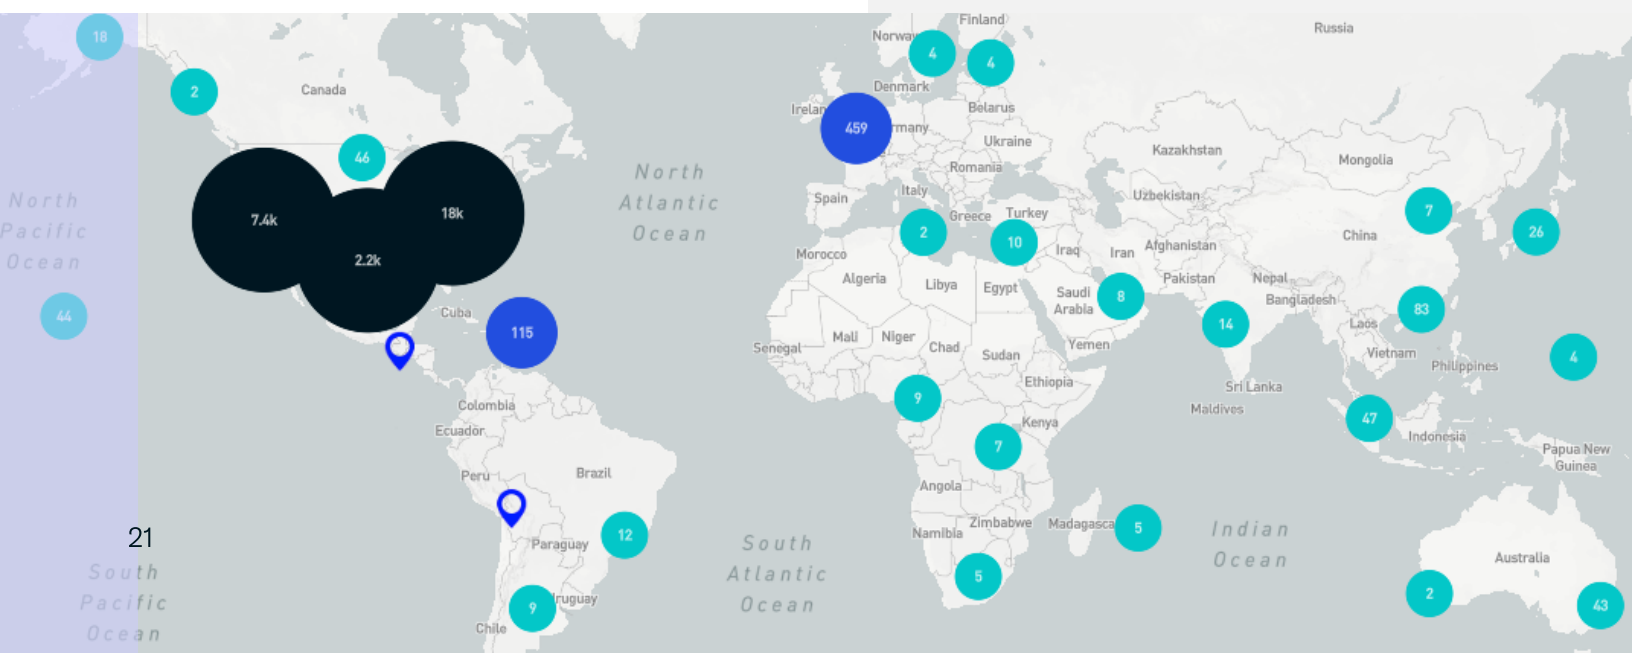 Finland
Russia
Norway
18
4
4
2
Canada
Denmark
Belarus
459
rmany
Ukraine
46
Kazakhstan
Mongolia
Romania
North
Atlantic
Ocean
North
Pacific
Ocean
7.4k
18k
2.2k
Spain
Italy
Uzbekistan
Greece
Turkey
7
2
10
26
China
Morocco
Iraq
Iran
Afghanistan
Algeria
Libya
Egypt
Pakistan
Nepal
Saudi
Arabia
8
Bangladesh
44
Cuba
115
14
83
Laos
Mali
Niger
Chad
Senegal
Sudan
Yemen
Vietnam
4
Philippines
Ethiopia
Sri Lanka
9
Colombia
Maldives
47
Ecuador
Kenya
Indonesia
7
Papua New
Guinea
Peru
Brazil
Angola
21
12
Namibia
Zimbabwe
Madagasca
5
Indian
Ocean
Paraguay
South
Atlantic
Ocean
Australia
South
Pacific
Ocean
5
2
43
9
ruguay
Chile